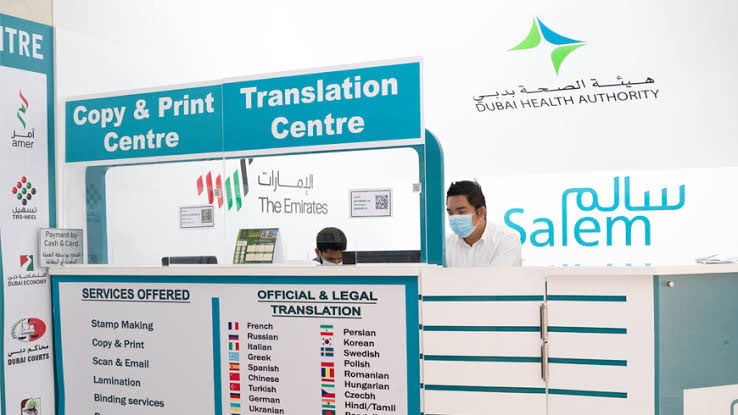 NTRE
آمر
amer
تسهيل
TAS-HEEL
DUBAI ECONOMY
محاكم دبي
DUBAI COURTS
Payment by
Cash & Card.
Copy & Print
Centre
Translation
Centre
الإمارات
The Emirates
هيئة الصحة بدبي
DUBAI HEALTH AUTHORITY
سالم
Salem
SERVICES OFFERED
Stamp Making
Copy & Print
Scan & Email
Lamination
Binding services
OFFICIAL & LEGAL
TRANSLATION
French
Russian
Italian
Greek
Spanish
Chinese
Turkish
German
Ukranian
Persian
Korean
Swedish
Polish
Romanian
Hungarian
Czech
Hindi/Tamil